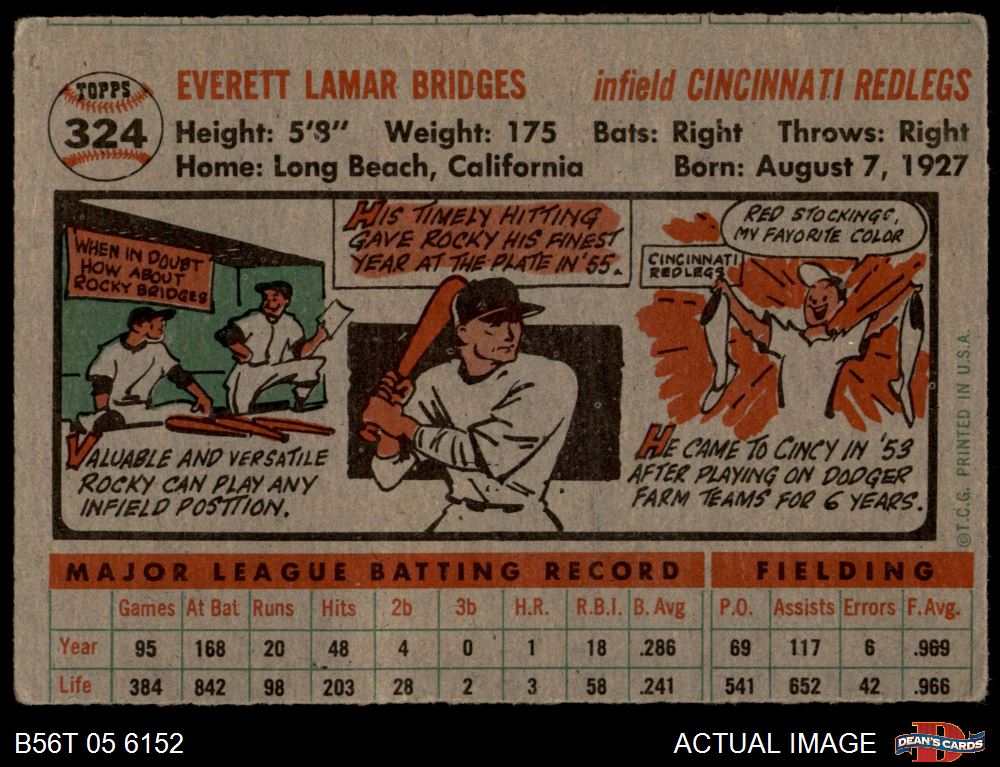 TOPPS
324
EVERETT LAMAR BRIDGES infield CINCINNATI REDLEGS
Height: 5'8" Weight: 175 Bats: Right Throws: Right
Home: Long Beach, California Born: August 7, 1927
WHEN IN DOUBT
HOW ABOUT
ROCKY BRIDGES
VALUABLE AND VERSATILE
ROCKY CAN PLAY ANY
INFIELD POSITION.
HIS TIMELY HITTING
GAVE ROCKY HIS FINEST
YEAR AT THE PLATE IN '55.
RED STOCKINGS,
MY FAVORITE COLOR
CINCINNATI
REDLEGS
HE CAME TO CINCY IN '53
AFTER PLAYING ON DODGER
FARM TEAMS FOR 6 YEARS.
©T.C.G. PRINTED IN U.S.A.
MAJOR LEAGUE BATTING RECORD FIELDING
Games At Bat Runs Hits 2b 3b H.R. R.B.I. B. Avg P.O. Assists Errors F. Avg.
Year 95 168 20 48 4 0 1 18 .286 69 117 6 .969
Life 384 842 98 203 28 2 3 58 .241 541 652 42 .966
B56T 05 6152 ACTUAL IMAGE DEAN'S CARDS